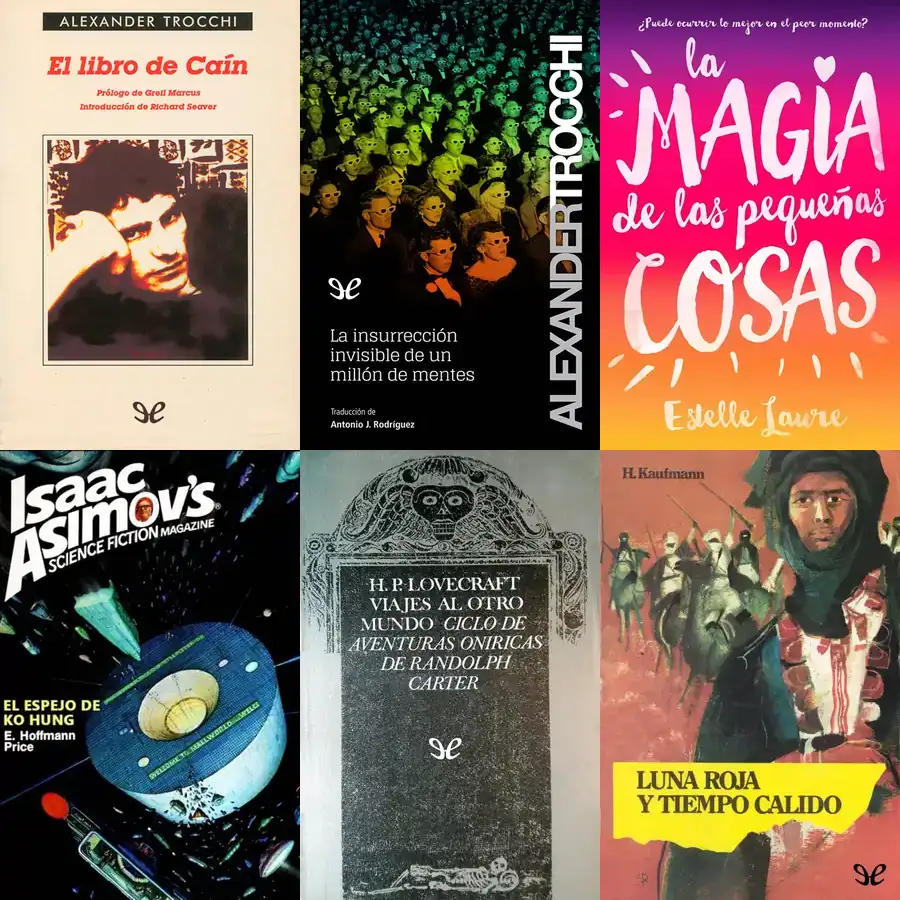 ALEXANDER TROCCHI
El libro de Caín
Prólogo de Greil Marcus
Introducción de Richard Seaver
ALEXANDERTROCCHI
La insurrección
invisible de un
millón de mentes
Traducción de
Antonio J. Rodríguez
¿Puede ocurrir lo mejor en el peor momento?
la
MAGIA
de las pequeñas
COSAS
Estelle Laure
Isaac
Asimov's®
SCIENCE FICTION MAGAZINE
EL ESPEJO DE
KO HUNG
E. Hoffmann
Price
H. P. LOVECRAFT
VIAJES AL OTRO
MUNDO CICLO DE
AVENTURAS ONIRICAS
DE RANDOLPH
CARTER
H. Kaufmann
LUNA ROJA
Y TIEMPO CALIDO